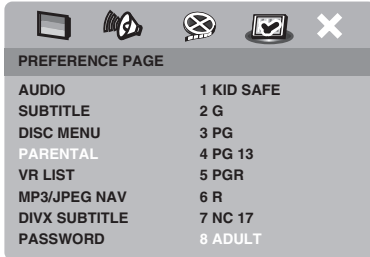 PREFERENCE PAGE
AUDIO 1 KID SAFE
SUBTITLE 2 G
DISC MENU 3 PG
PARENTAL 4 PG 13
VR LIST 5 PGR
MP3/JPEG NAV 6 R
DIVX SUBTITLE 7 NC 17
PASSWORD 8 ADULT